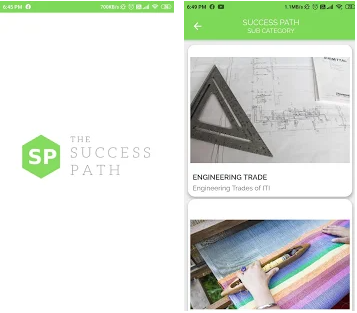 6:45 PM
100KB/s
SP
THE
SUCCESS
PATH
6:49 PM
1.1MB/s
SUCCESS PATH
SUB CATEGORY
ENGINEERING TRADE
Engineering Trades of ITI